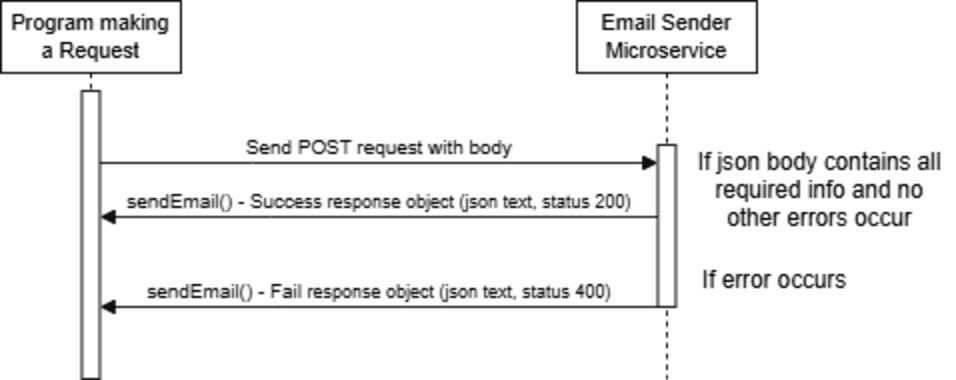 Program making
a Request
Email Sender
Microservice
Send POST request with body
If json body contains all
required info and no
other errors occur
sendEmail() - Success response object (json text, status 200)
If error occurs
sendEmail() - Fail response object (json text, status 400)